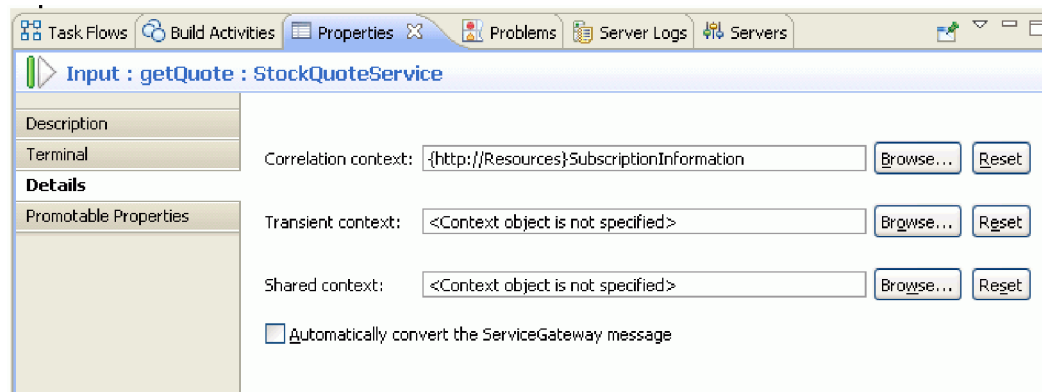 Task Flows Build Activities Properties Problems Server Logs Servers
Input : getQuote : StockQuoteService
Description
Terminal
Details
Promotable Properties
Correlation context: {http://Resources}SubscriptionInformation Browse... Reset
Transient context: <Context object is not specified> Browse... Reset
Shared context: <Context object is not specified> Browse... Reset
Automatically convert the ServiceGateway message